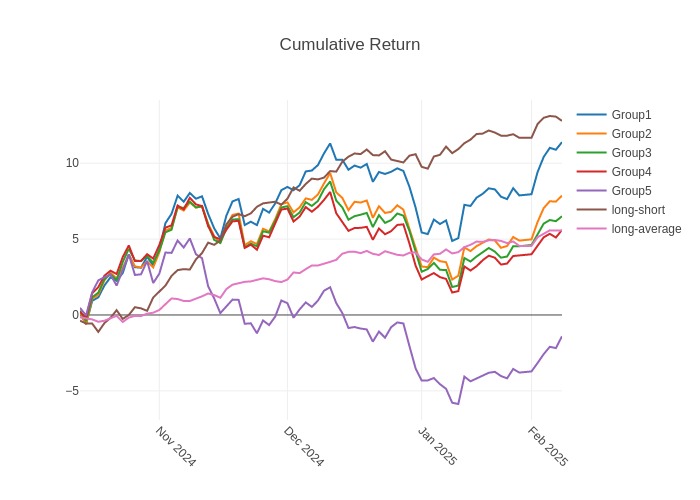 Cumulative Return
Group1
Group2
Group3
Group4
Group5
long-short
long-average
10
5
0
−5
Nov 2024
Dec 2024
Jan 2025
Feb 2025